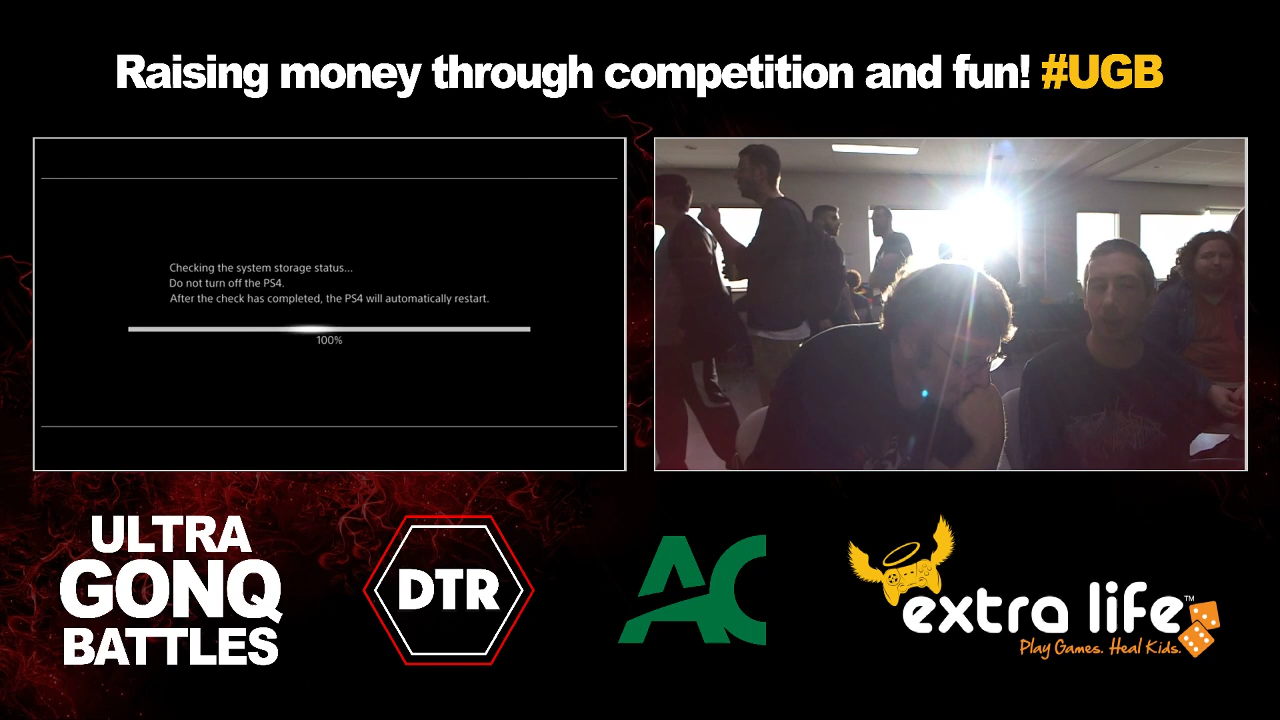 Raising money through competition and fun! #UGB
Checking the system storage status...
Do not turn off the PS4.
After the check has completed, the PS4 will automatically restart.
100%
ULTRA
GONQ
BATTLES
DTR
AC
extra life™
Play Games. Heal Kids.